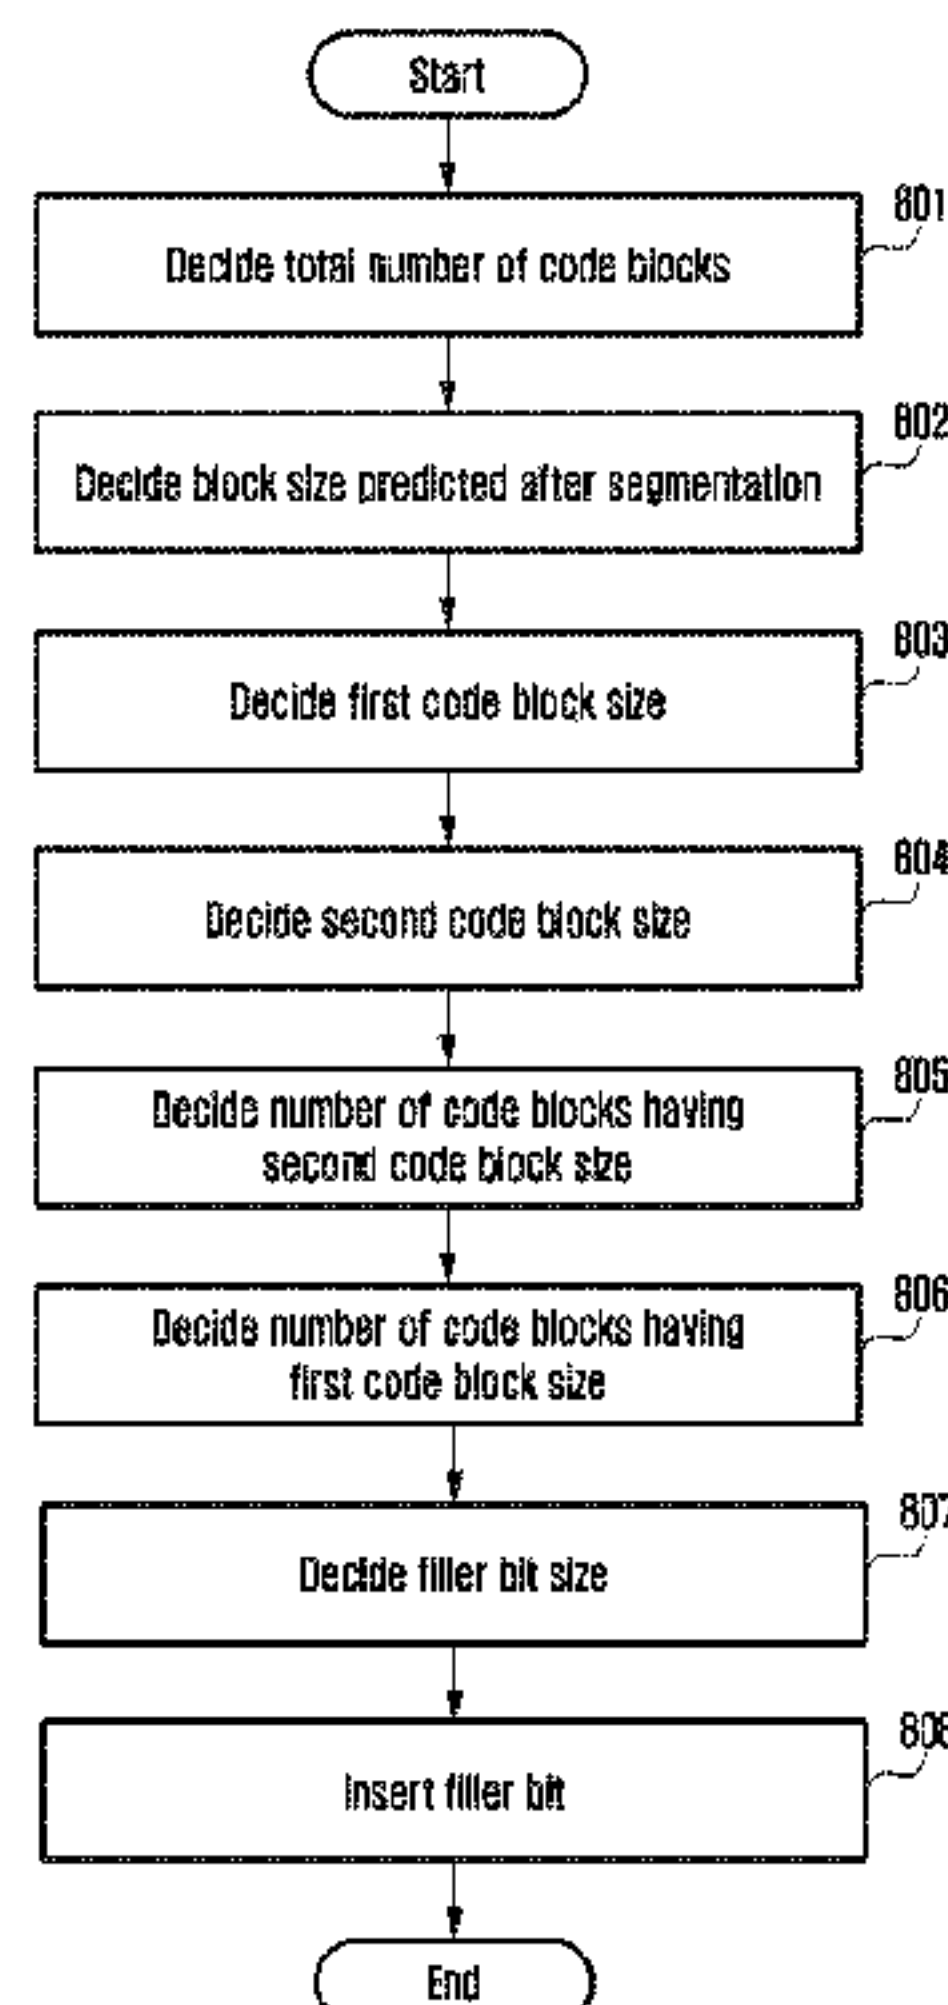 Start
801
Decide total number of code blocks
802
Decide block size predicted after segmentation
803
Decide first code block size
804
Decide second code block size
805
Decide number of code blocks having
second code block size
806
Decide number of code blocks having
first code block size
807
Decide filler bit size
808
Insert filler bit
End